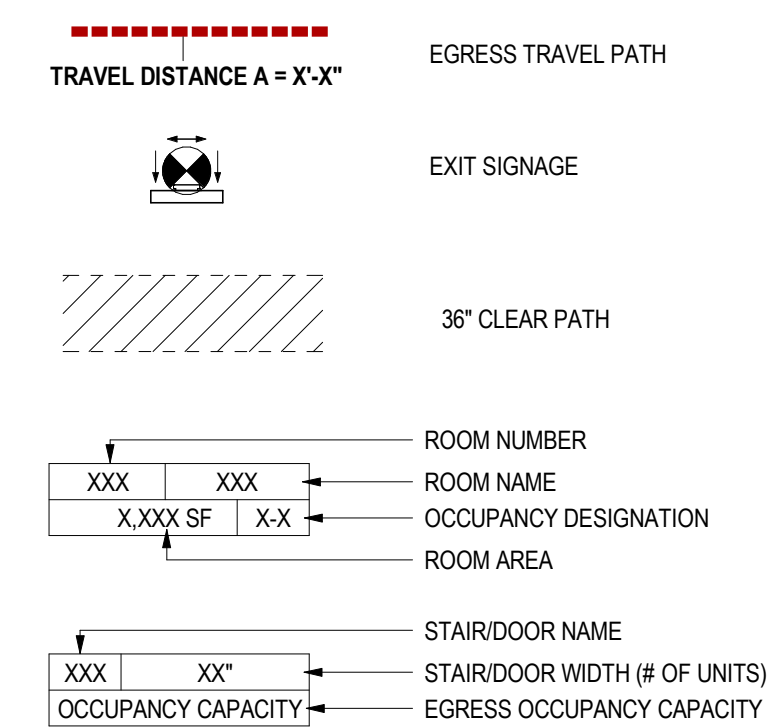 EGRESS TRAVEL PATH
TRAVEL DISTANCE A = X'-X"
EXIT SIGNAGE
36" CLEAR PATH
ROOM NUMBER
XXX XXX ROOM NAME
X,XXX SF X-X OCCUPANCY DESIGNATION
ROOM AREA
STAIR/DOOR NAME
XXX XX" STAIR/DOOR WIDTH (# OF UNITS)
OCCUPANCY CAPACITY EGRESS OCCUPANCY CAPACITY